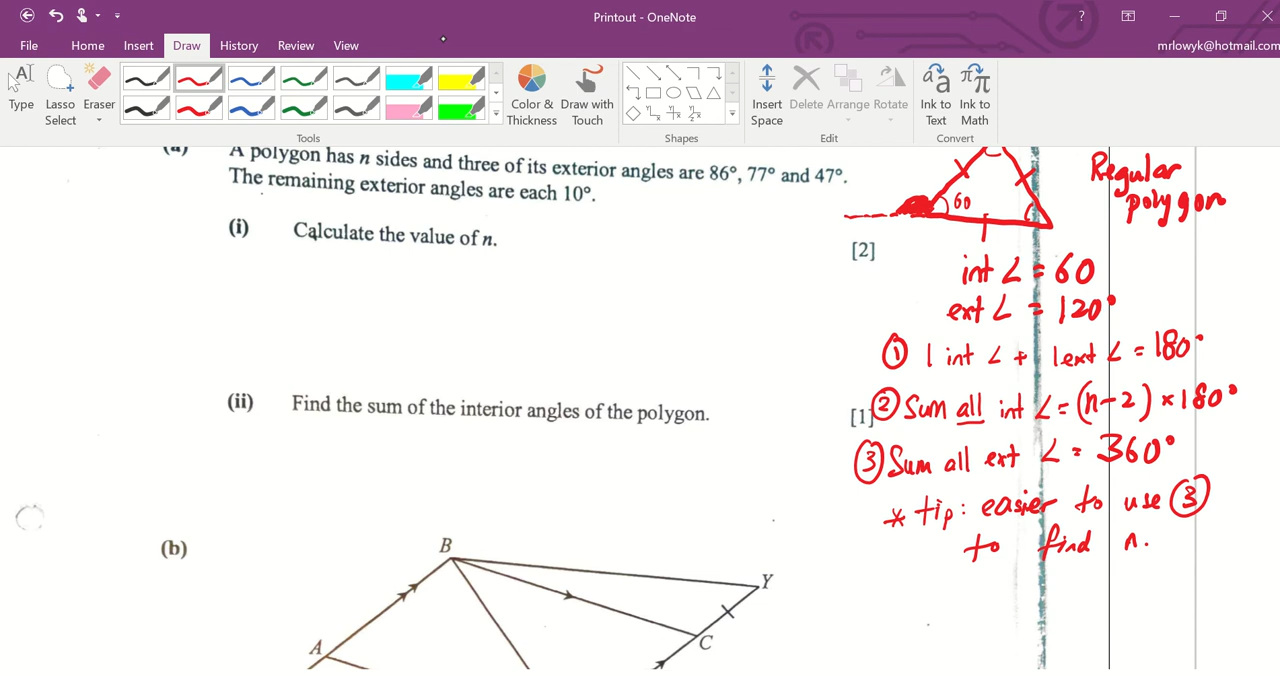 Printout - OneNote
?
File Home Insert Draw History Review View
mrlowyk@hotmail.com
Type
Lasso Select
Eraser
Color & Thickness
Draw with Touch
Insert Space
Delete
Arrange
Rotate
Ink to Text
Ink to Math
Tools
Shapes
Edit
Convert
(a) A polygon has n sides and three of its exterior angles are 86°, 77° and 47°.
The remaining exterior angles are each 10°.
(i) Calculate the value of n.
[2]
(ii) Find the sum of the interior angles of the polygon.
[1]
(b)
B
Y
A
C
60
Regular
polygon
int ∠ = 60
ext ∠ = 120°
① 1 int ∠ + 1 ext ∠ = 180°
② Sum all int ∠ = (n-2) × 180°
③ Sum all ext ∠ = 360°
* tip: easier to use ③
to find n.